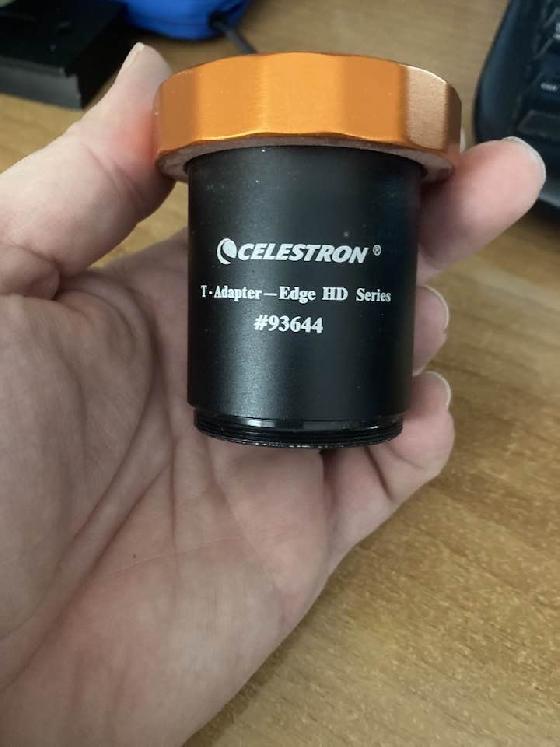 CELESTRON®
T-Adapter—Edge HD Series
#93644